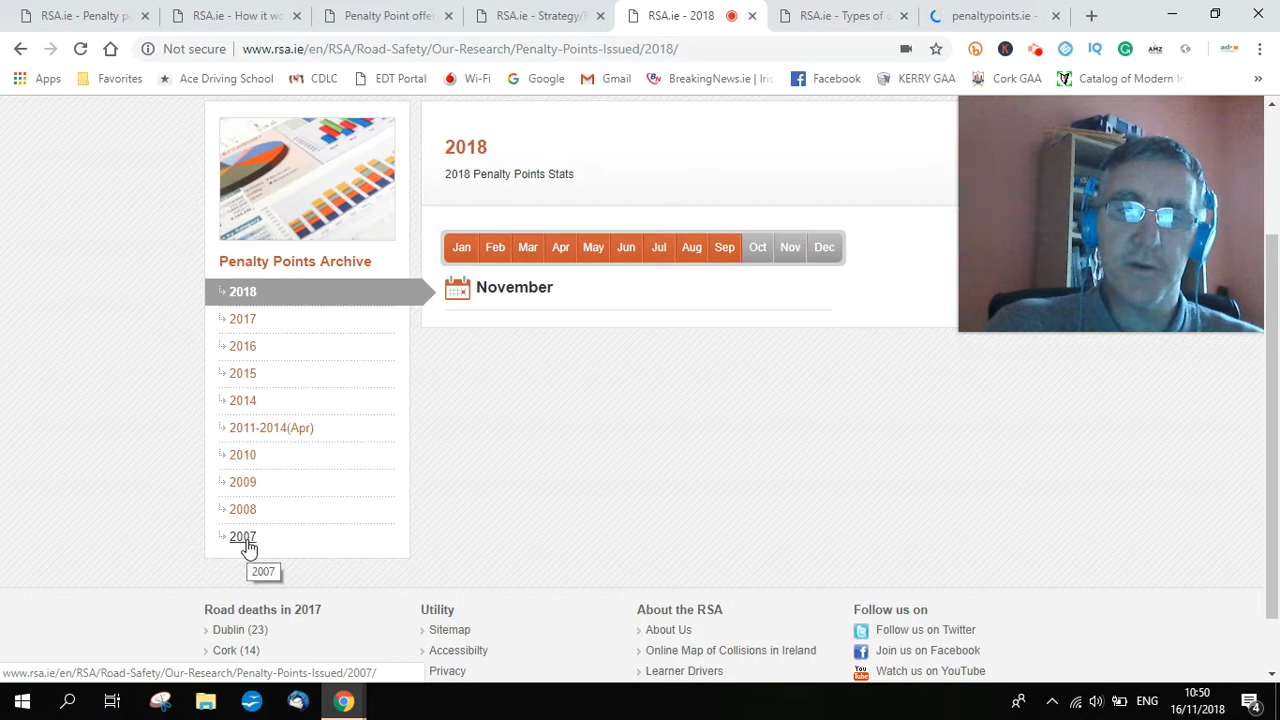 RSA.ie - Penalty po
RSA.ie - How it wo
Penalty Point offen
RSA.ie - Strategy/P
RSA.ie - 2018
RSA.ie - Types of o
penaltypoints.ie -
Not secure
www.rsa.ie/en/RSA/Road-Safety/Our-Research/Penalty-Points-Issued/2018/
Apps
Favorites
Ace Driving School
CDLC
EDT Portal
Wi-Fi
Google
Gmail
BreakingNews.ie | Iris
Facebook
KERRY GAA
Cork GAA
Catalog of Modern In
»
2018
2018 Penalty Points Stats
Jan Feb Mar Apr May Jun Jul Aug Sep Oct Nov Dec
November
Penalty Points Archive
2018
2017
2016
2015
2014
2011-2014(Apr)
2010
2009
2008
2007
2007
Road deaths in 2017
Dublin (23)
Cork (14)
Utility
Sitemap
Accessibilty
Privacy
About the RSA
About Us
Online Map of Collisions in Ireland
Learner Drivers
Follow us on
Follow us on Twitter
Join us on Facebook
Watch us on YouTube
www.rsa.ie/en/RSA/Road-Safety/Our-Research/Penalty-Points-Issued/2007/
ENG
10:50
16/11/2018
4